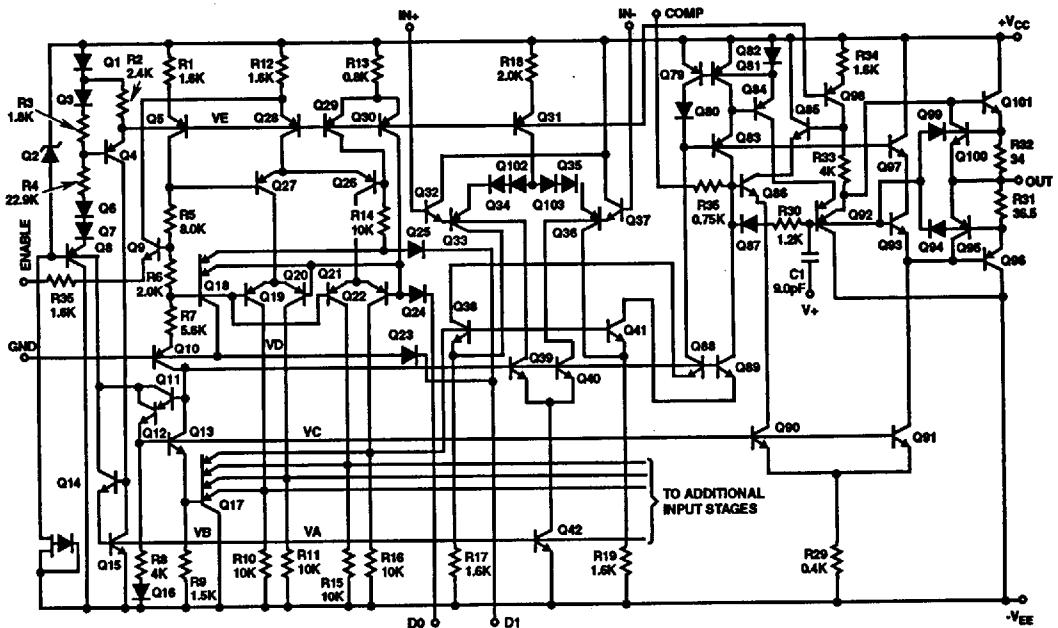 IN+
IN-
COMP
+VCC
Q1
R2
2.4K
R1
1.6K
R12
1.6K
R13
0.8K
R18
2.0K
Q82
Q81
R34
1.6K
Q3
R3
1.8K
Q79
Q84
Q85
Q98
Q101
Q5
VE
Q28
Q29
Q30
Q31
Q80
Q99
Q2
Q4
Q83
R33
4K
Q97
Q100
R32
34
R4
22.9K
Q27
Q26
Q32
Q102
Q35
Q34
Q103
Q86
OUT
Q6
R5
8.0K
R14
10K
Q33
Q36
Q37
R35
0.75K
R30
1.2K
Q92
R31
36.5
Q7
Q8
Q9
Q25
Q87
Q93
Q94
Q95
ENABLE
R6
2.0K
Q18
Q20
Q21
Q19
Q22
Q24
Q38
Q41
C1
9.0pF
V+
Q96
R35
1.6K
R7
5.6K
VD
Q23
GND
Q10
Q39
Q40
Q88
Q89
Q11
Q12
Q13
VC
Q90
Q91
Q14
Q17
TO ADDITIONAL
INPUT STAGES
VB
VA
Q42
Q15
R8
4K
Q16
R9
1.5K
R10
10K
R11
10K
R15
10K
R16
10K
R17
1.6K
R19
1.6K
R29
0.4K
D0
D1
-VEE